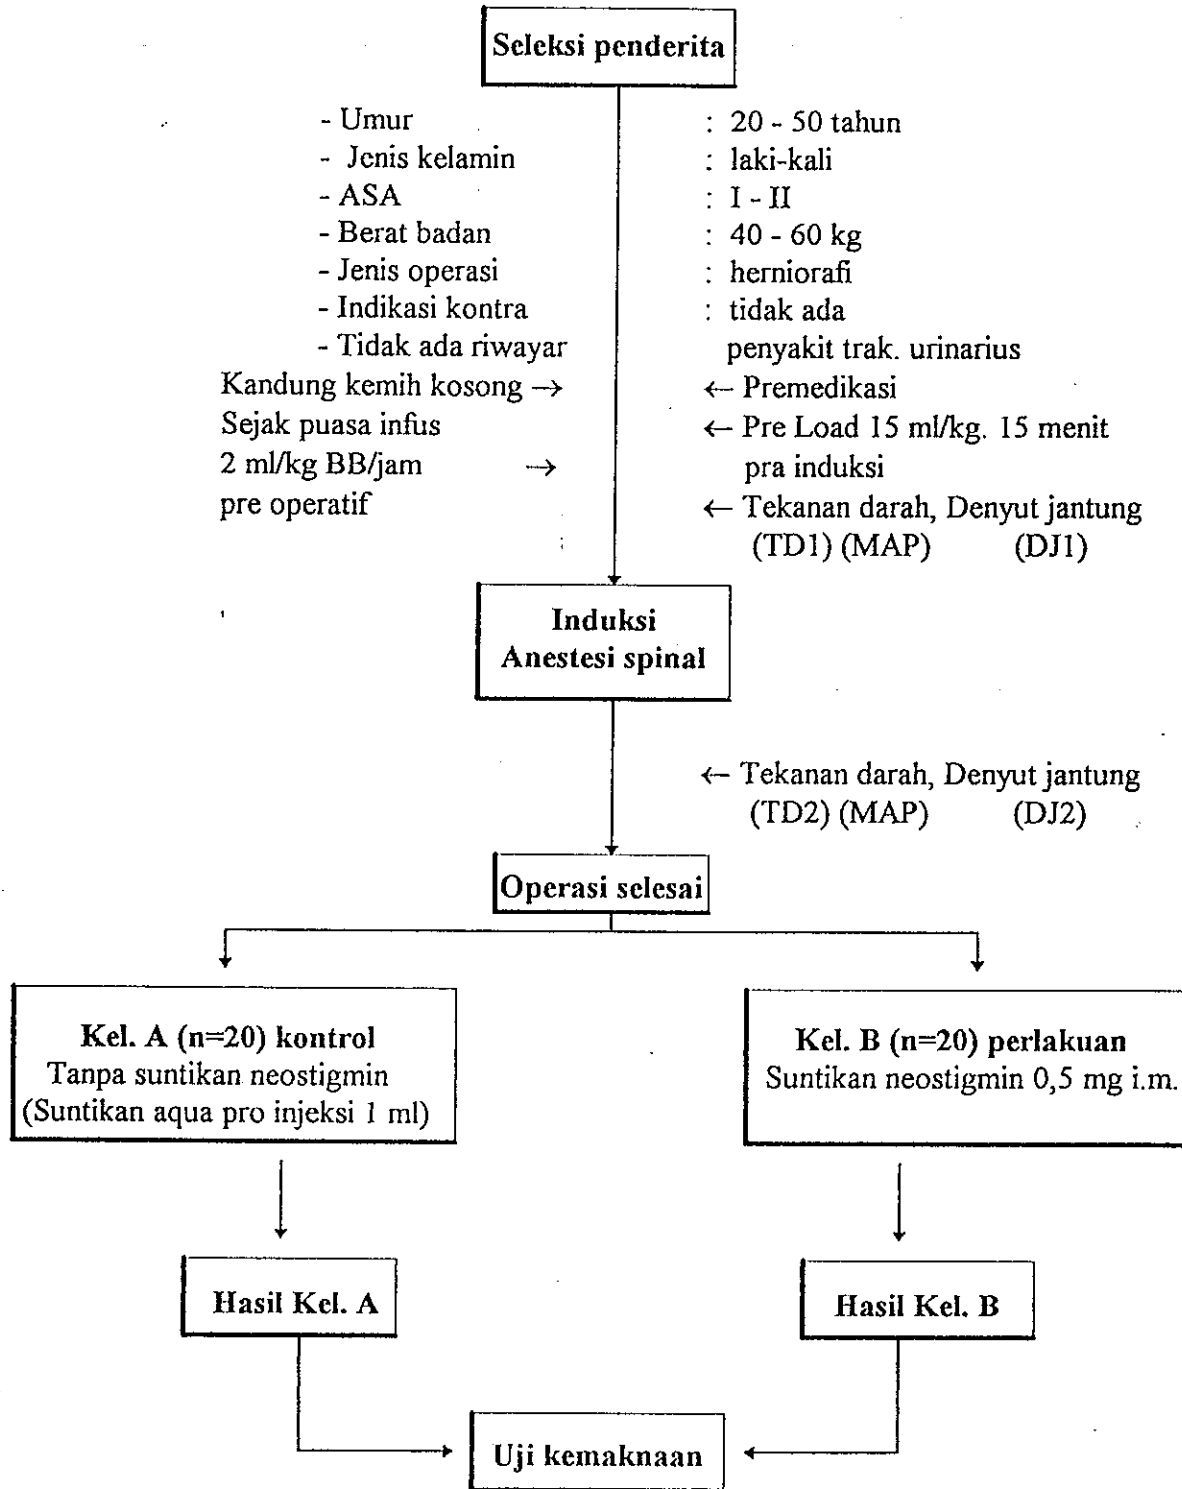 Seleksi penderita
- Umur : 20 - 50 tahun
- Jenis kelamin : laki-kali
- ASA : I - II
- Berat badan : 40 - 60 kg
- Jenis operasi : herniorafi
- Indikasi kontra : tidak ada
- Tidak ada riwayar penyakit trak. urinarius
Kandung kemih kosong → ← Premedikasi
Sejak puasa infus ← Pre Load 15 ml/kg. 15 menit
2 ml/kg BB/jam → pra induksi
pre operatif ← Tekanan darah, Denyut jantung
(TD1) (MAP) (DJ1)
Induksi
Anestesi spinal
← Tekanan darah, Denyut jantung
(TD2) (MAP) (DJ2)
Operasi selesai
Kel. A (n=20) kontrol
Tanpa suntikan neostigmin
(Suntikan aqua pro injeksi 1 ml)
Kel. B (n=20) perlakuan
Suntikan neostigmin 0,5 mg i.m.
Hasil Kel. A
Hasil Kel. B
Uji kemaknaan